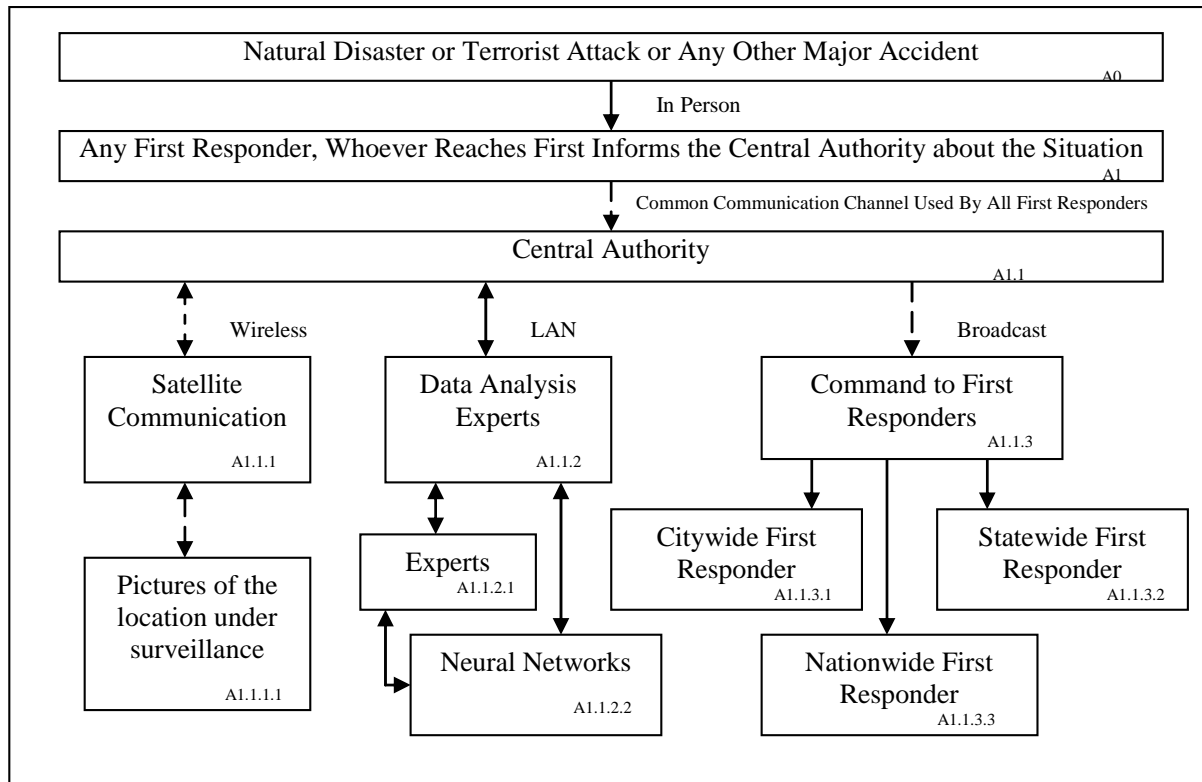 Natural Disaster or Terrorist Attack or Any Other Major Accident
A0
In Person
Any First Responder, Whoever Reaches First Informs the Central Authority about the Situation
A1
Common Communication Channel Used By All First Responders
Central Authority
A1.1
Wireless
LAN
Broadcast
Satellite
Communication
A1.1.1
Data Analysis
Experts
A1.1.2
Command to First
Responders
A1.1.3
Pictures of the
location under
surveillance
A1.1.1.1
Experts
A1.1.2.1
Neural Networks
A1.1.2.2
Citywide First
Responder
A1.1.3.1
Statewide First
Responder
A1.1.3.2
Nationwide First
Responder
A1.1.3.3